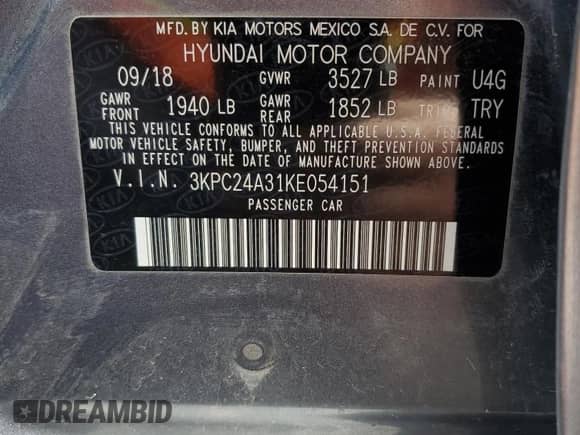 MFD. BY KIA MOTORS MEXICO S.A. DE C.V. FOR
HYUNDAI MOTOR COMPANY
09/18 GVWR 3527 LB PAINT U4G
GAWR FRONT 1940 LB GAWR REAR 1852 LB TRIM TRY
THIS VEHICLE CONFORMS TO ALL APPLICABLE U.S.A. FEDERAL
MOTOR VEHICLE SAFETY, BUMPER, AND THEFT PREVENTION STANDARDS
IN EFFECT ON THE DATE OF MANUFACTURE SHOWN ABOVE.
V.I.N. 3KPC24A31KE054151
PASSENGER CAR
DREAMBID